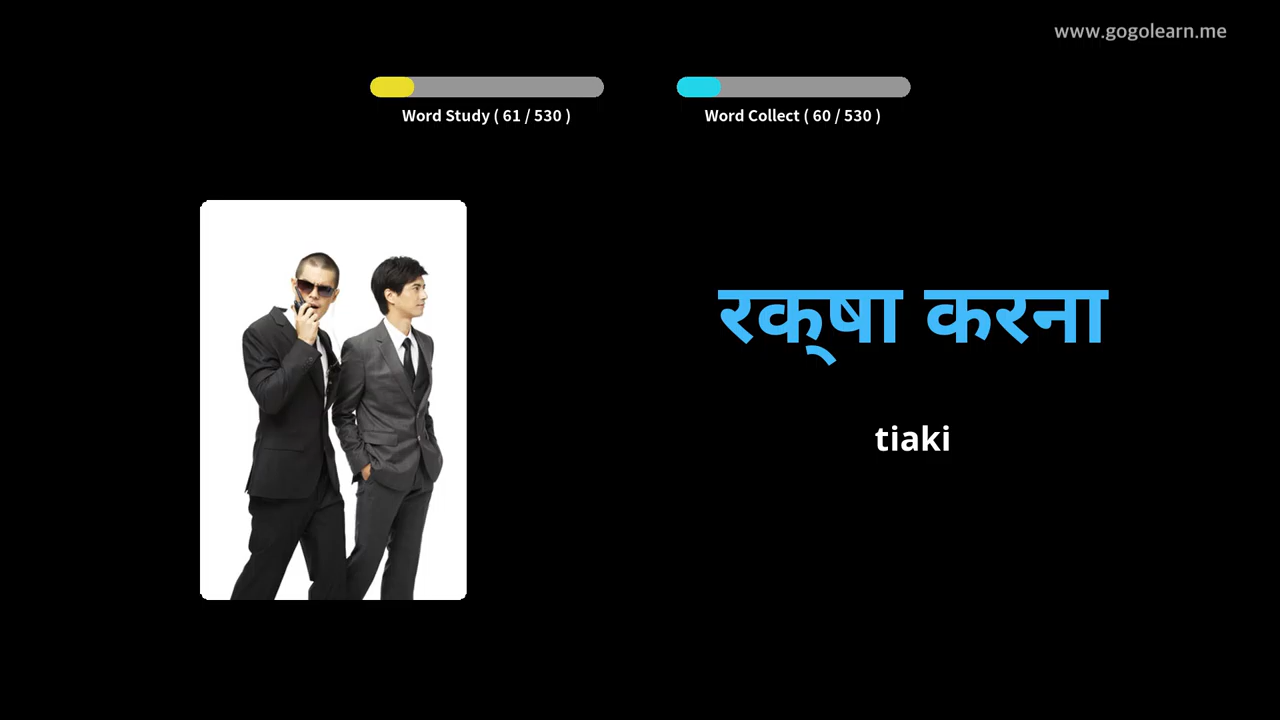 www.gogolearn.me
Word Study ( 61 / 530 )
Word Collect ( 60 / 530 )
रक्‌षा करना
tiaki